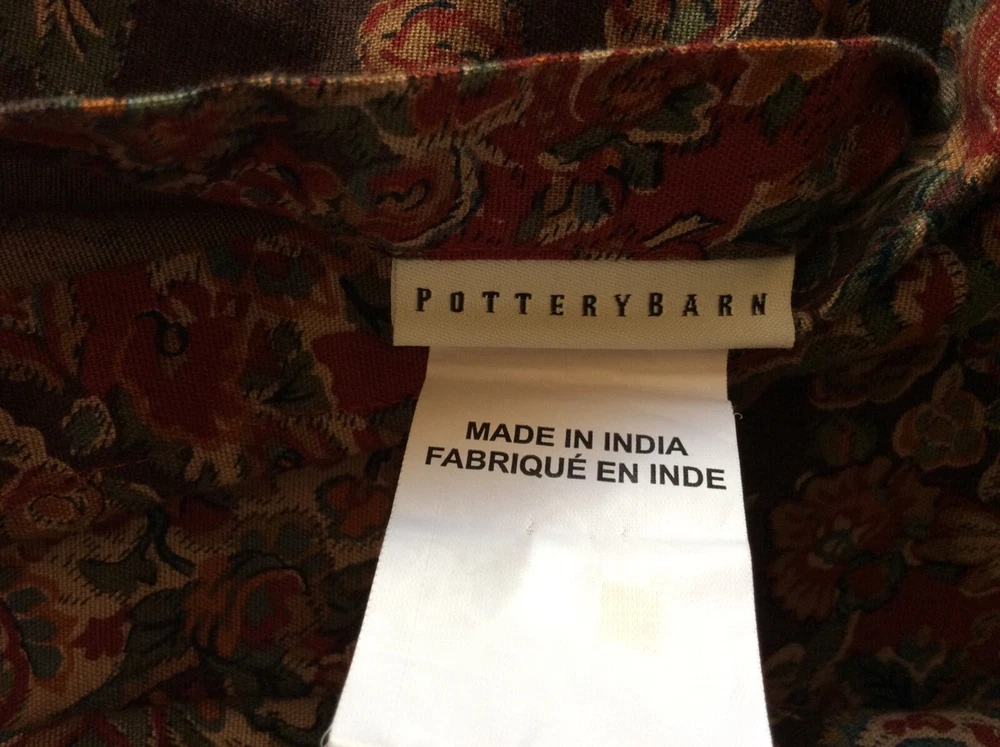 POTTERYBARN
MADE IN INDIA
FABRIQUÉ EN INDE